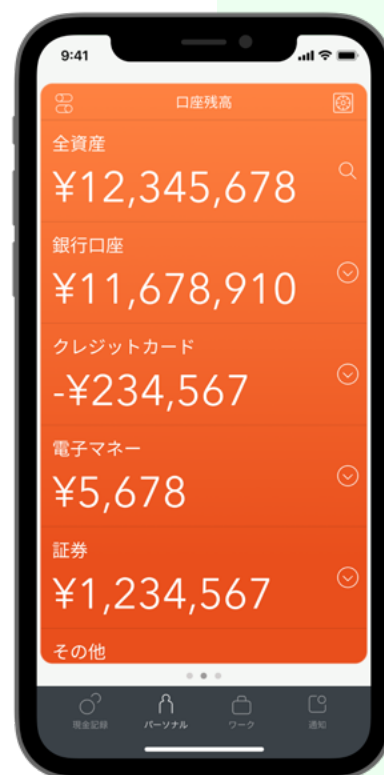 9:41
口座残高
全資産
¥12,345,678
銀行口座
¥11,678,910
クレジットカード
-¥234,567
電子マネー
¥5,678
証券
¥1,234,567
その他
現金記録 パーソナル ワーク 通知